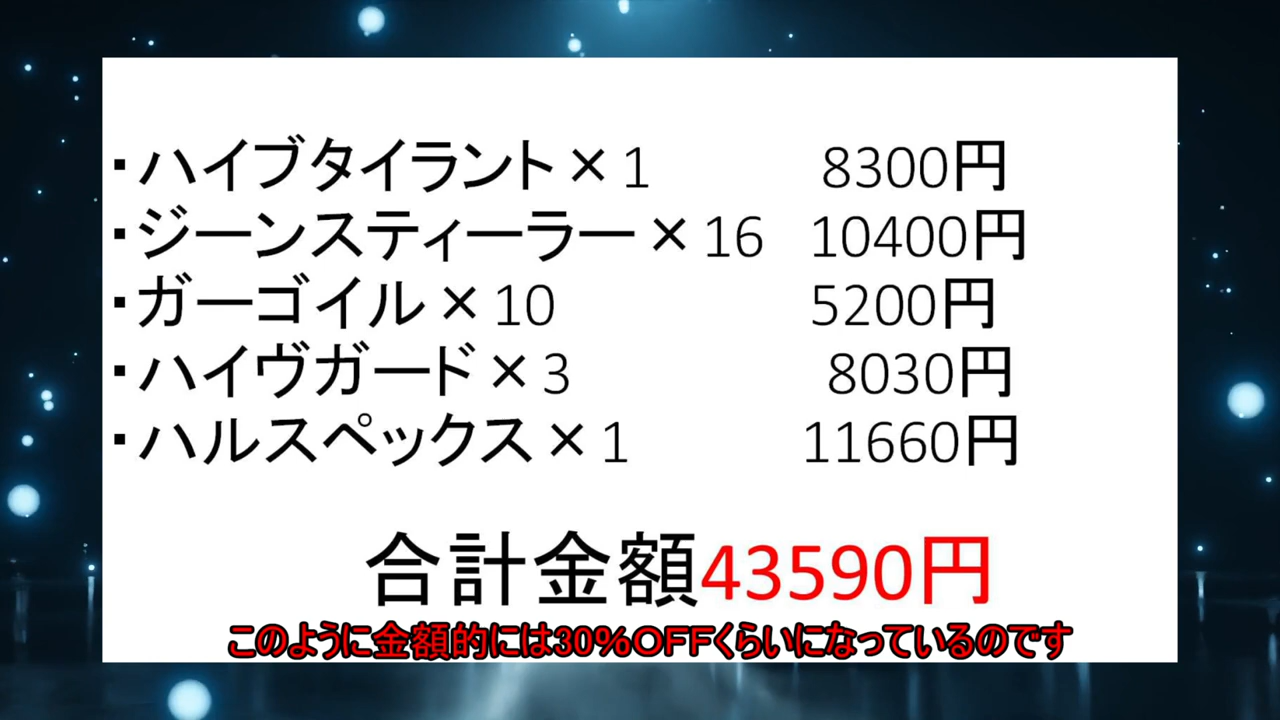 ・ハイブタイラント×1 8300円
・ジーンスティーラー×16 10400円
・ガーゴイル×10 5200円
・ハイヴガード×3 8030円
・ハルスペックス×1 11660円
合計金額43590円
このように金額的には30%OFFくらいになっているのです